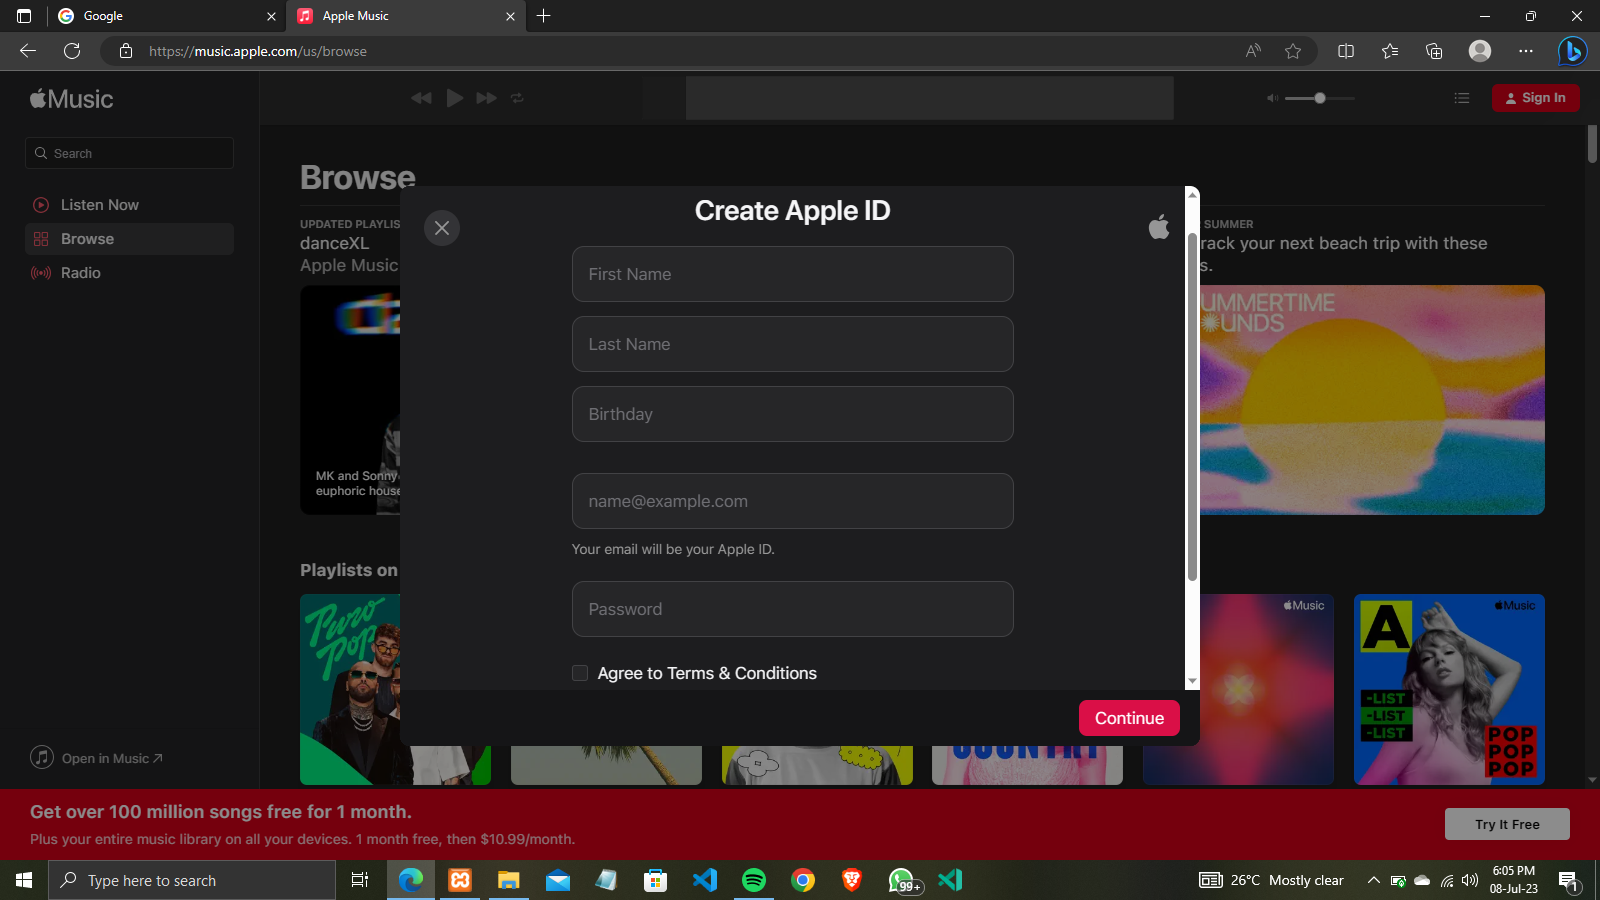 Google
Apple Music
https://music.apple.com/us/browse
Music
Sign In
Search
Listen Now
Browse
Radio
Open in Music
Browse
UPDATED PLAYLIS
danceXL
Apple Music
MK and Sonny
euphoric house
SUMMER
rack your next beach trip with these
s.
UMMERTIME
UNDS
Create Apple ID
First Name
Last Name
Birthday
name@example.com
Your email will be your Apple ID.
Password
Agree to Terms & Conditions
Continue
Playlists on
Puro
Pop
COUNTRY
Music
Music
A
-LIST
-LIST
-LIST
POP
POP
POP
Get over 100 million songs free for 1 month.
Plus your entire music library on all your devices. 1 month free, then $10.99/month.
Try It Free
Type here to search
99+
26°C Mostly clear
6:05 PM
08-Jul-23
1